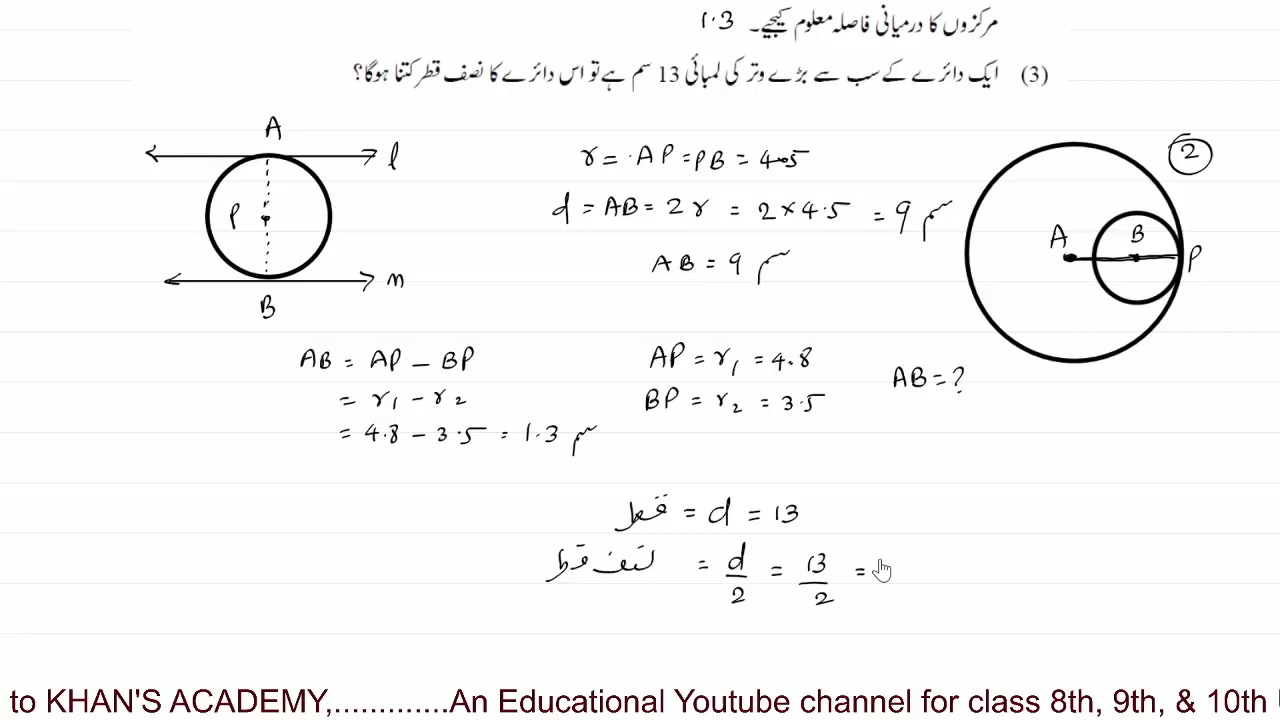 مرکزوں کا درمیانی فاصلہ معلوم کیجیے۔ 1.3
(3) ایک دائرے کے سب سے بڑے وتر کی لمبائی 13 سم ہے تو اس دائرے کا نصف قطر کتنا ہوگا؟
A
l
P
m
B
r = AP = PB = 4.5
d = AB = 2r = 2×4.5 = 9 سم
AB = 9 سم
2
A B P
AB = ?
AB = AP - BP
= r1 - r2
= 4.8 - 3.5 = 1.3 سم
AP = r1 = 4.8
BP = r2 = 3.5
قطر = d = 13
نصف قطر = d/2 = 13/2 =
to KHAN'S ACADEMY,.............An Educational Youtube channel for class 8th, 9th, & 10th